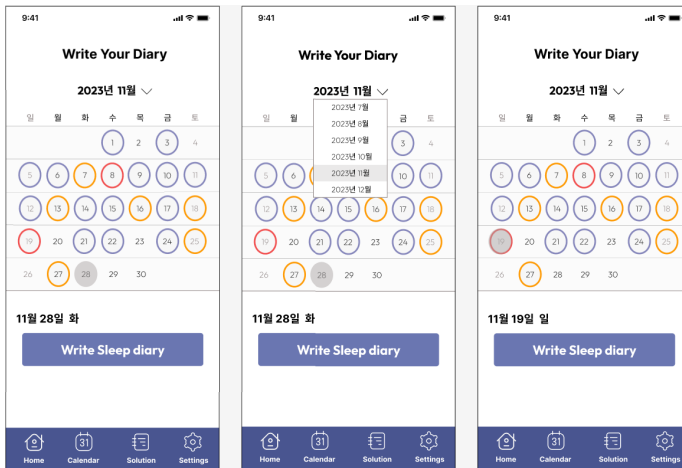 9:41
Write Your Diary
2023년 11월
일 월 화 수 목 금 토
1 2 3 4
5 6 7 8 9 10 11
12 13 14 15 16 17 18
19 20 21 22 23 24 25
26 27 28 29 30
11월 28일 화
Write Sleep diary
31
Home Calendar Solution Settings
9:41
Write Your Diary
2023년 11월
2023년 7월
2023년 8월
2023년 9월
2023년 10월
2023년 11월
2023년 12월
일 월 금 토
3 4
5 6 10 11
12 13 14 15 16 17 18
19 20 21 22 23 24 25
26 27 28 29 30
11월 28일 화
Write Sleep diary
31
Home Calendar Solution Settings
9:41
Write Your Diary
2023년 11월
일 월 화 수 목 금 토
1 2 3 4
5 6 7 8 9 10 11
12 13 14 15 16 17 18
19 20 21 22 23 24 25
26 27 28 29 30
11월 19일 일
Write Sleep diary
31
Home Calendar Solution Settings